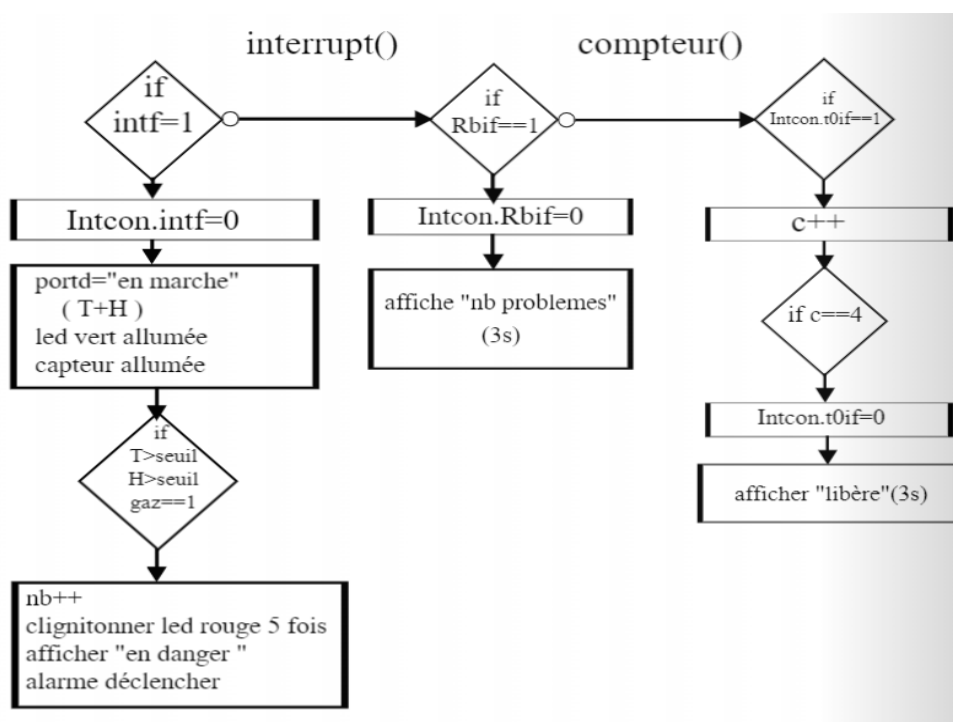 interrupt()
compteur()
if
intf=1
if
Rbif==1
if
Intcon.t0if==1
Intcon.intf=0
Intcon.Rbif=0
c++
portd="en marche"
( T+H )
led vert allumée
capteur allumée
affiche "nb problemes"
(3s)
if c==4
Intcon.t0if=0
if
T>seuil
H>seuil
gaz==1
afficher "libère"(3s)
nb++
clignitonner led rouge 5 fois
afficher "en danger "
alarme déclencher